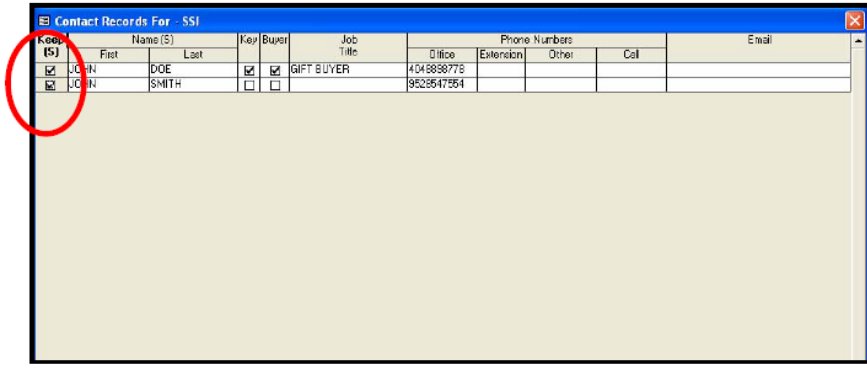 Contact Records For - SSI
Keep Name (S) Key Buyer Job Phone Numbers Email
(S) First Last Title Office Extension Other Cell
JOHN DOE GIFT BUYER 4048898778
JOHN SMITH 9528547554